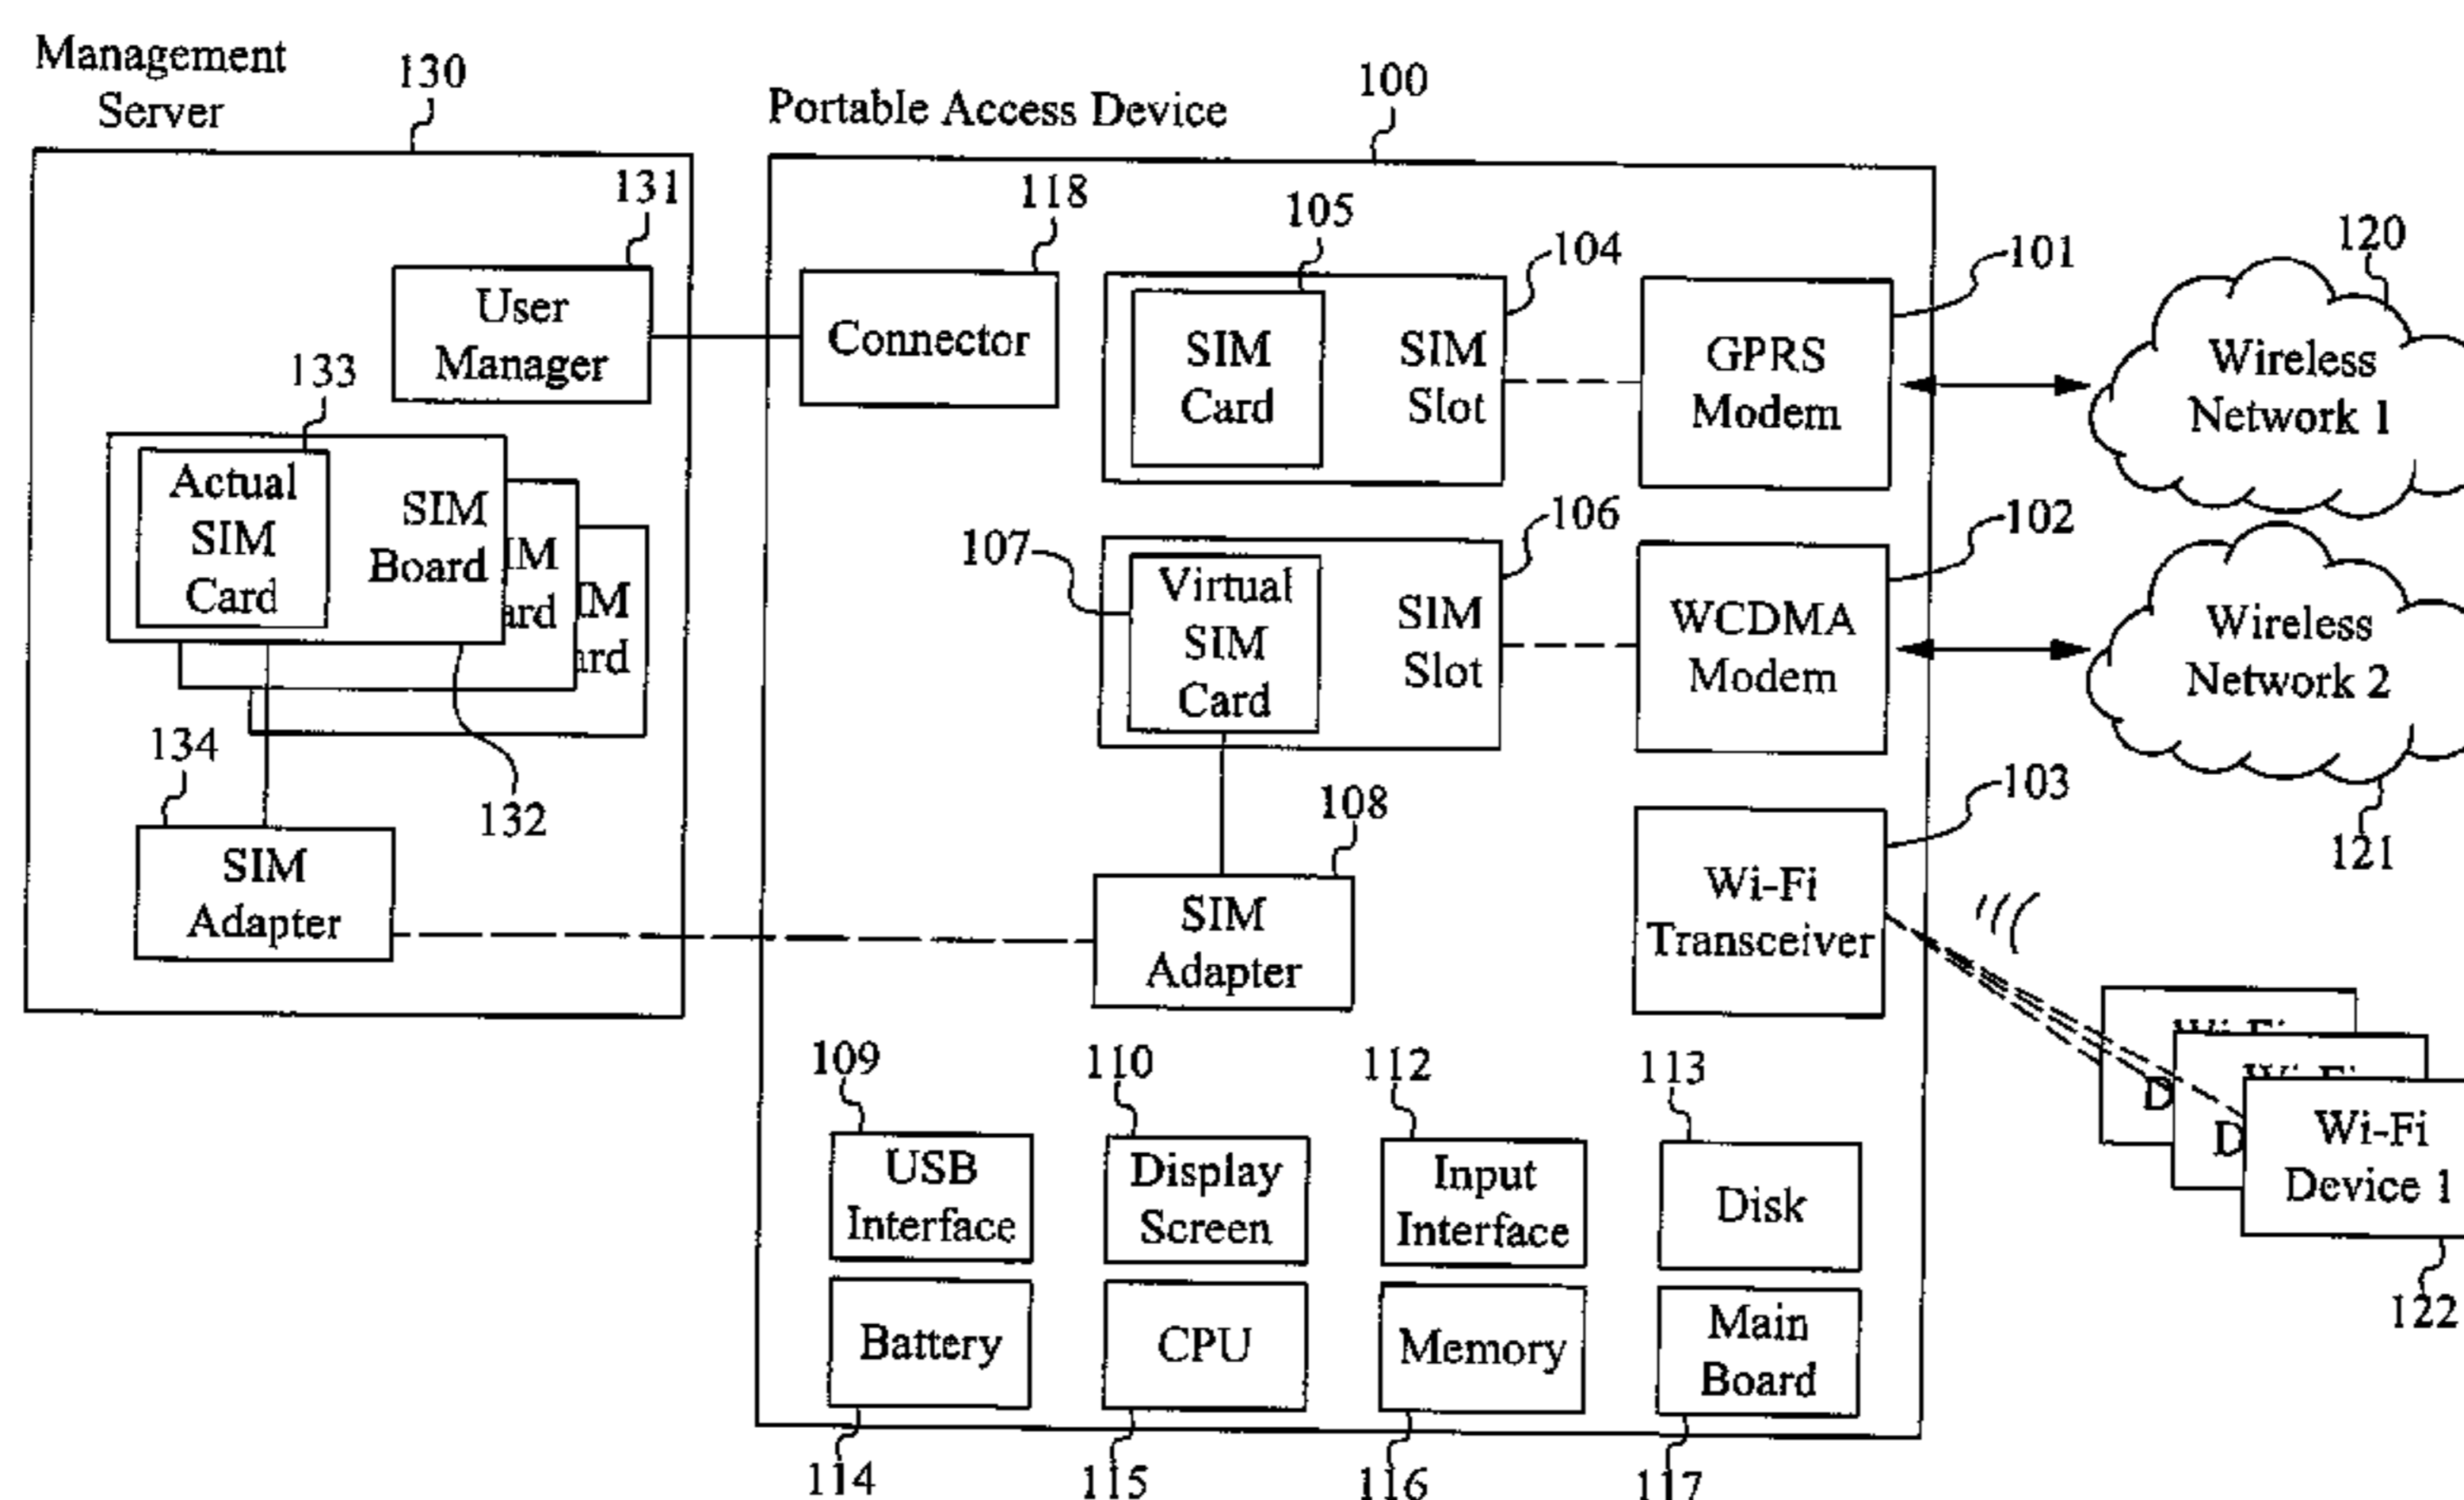 Management
Server
130
Portable Access Device
100
131
118
105
104
101
120
User
Manager
Connector
SIM
Card
SIM
Slot
GPRS
Modem
Wireless
Network 1
133
Actual
SIM
Card
SIM
Board
IM
ard
IM
ard
107
106
102
Virtual
SIM
Card
SIM
Slot
WCDMA
Modem
Wireless
Network 2
134
132
108
103
121
SIM
Adapter
SIM
Adapter
Wi-Fi
Transceiver
109
110
112
113
USB
Interface
Display
Screen
Input
Interface
Disk
D
D
Wi-Fi
Device 1
122
Battery
CPU
Memory
Main
Board
114
115
116
117